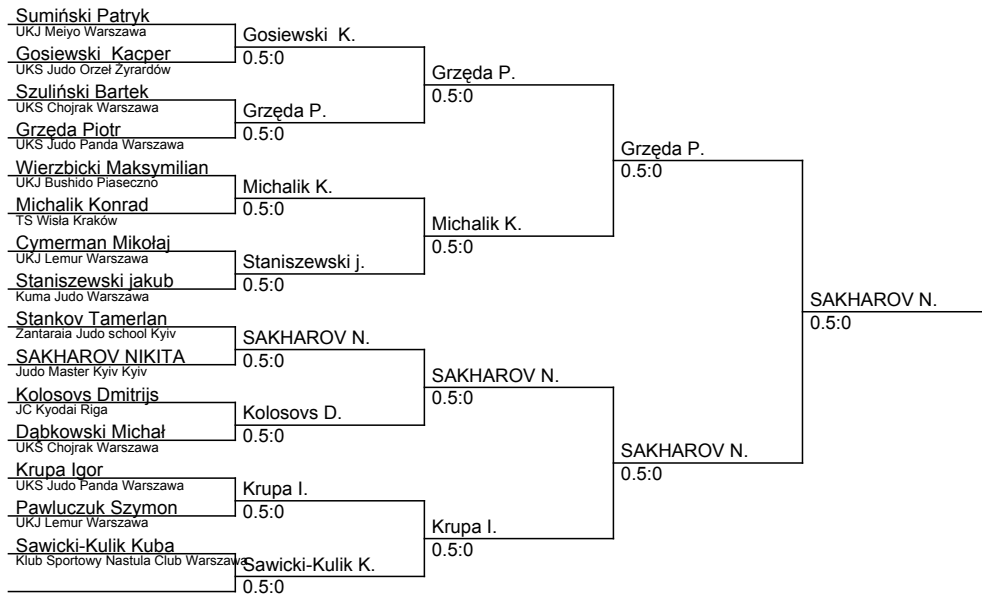 Sumiński Patryk
UKJ Meiyo Warszawa
Gosiewski  Kacper
UKS Judo Orzeł Żyrardów
Szuliński Bartek
UKS Chojrak Warszawa
Grzęda Piotr
UKS Judo Panda Warszawa
Wierzbicki Maksymilian
UKJ Bushido Piaseczno
Michalik Konrad
TS Wisła Kraków
Cymerman Mikołaj
UKJ Lemur Warszawa
Staniszewski jakub
Kuma Judo Warszawa
Stankov Tamerlan
Zantaraia Judo school Kyiv
SAKHAROV NIKITA
Judo Master Kyiv Kyiv
Kolosovs Dmitrijs
JC Kyodai Riga
Dąbkowski Michał
UKS Chojrak Warszawa
Krupa Igor
UKS Judo Panda Warszawa
Pawluczuk Szymon
UKJ Lemur Warszawa
Sawicki-Kulik Kuba
Klub Sportowy Nastula Club Warszawa
Gosiewski  K.
0.5:0
Grzęda P.
0.5:0
Michalik K.
0.5:0
Staniszewski j.
0.5:0
SAKHAROV N.
0.5:0
Kolosovs D.
0.5:0
Krupa I.
0.5:0
Sawicki-Kulik K.
0.5:0
Grzęda P.
0.5:0
Michalik K.
0.5:0
SAKHAROV N.
0.5:0
Krupa I.
0.5:0
Grzęda P.
0.5:0
SAKHAROV N.
0.5:0
SAKHAROV N.
0.5:0